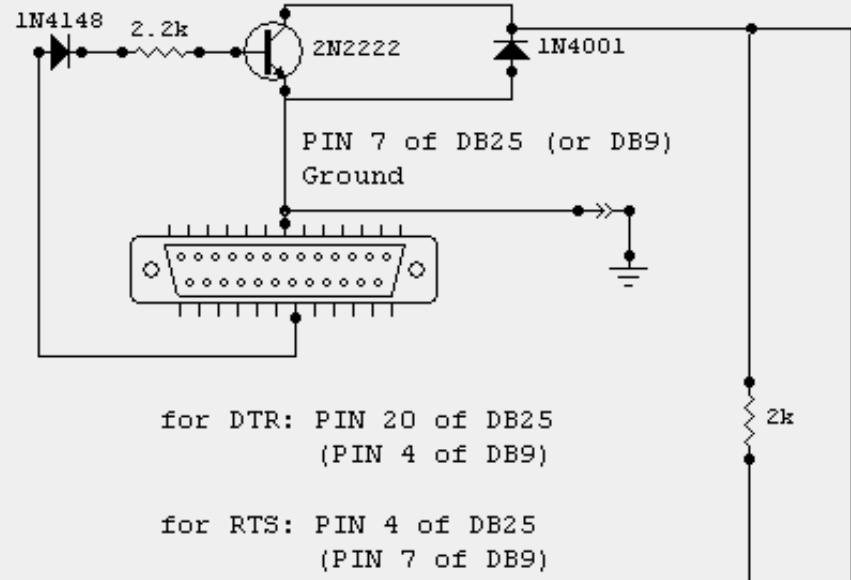 1N4148
2.2k
2N2222
1N4001
PIN 7 of DB25 (or DB9)
Ground
for DTR: PIN 20 of DB25
(PIN 4 of DB9)
2k
for RTS: PIN 4 of DB25
(PIN 7 of DB9)